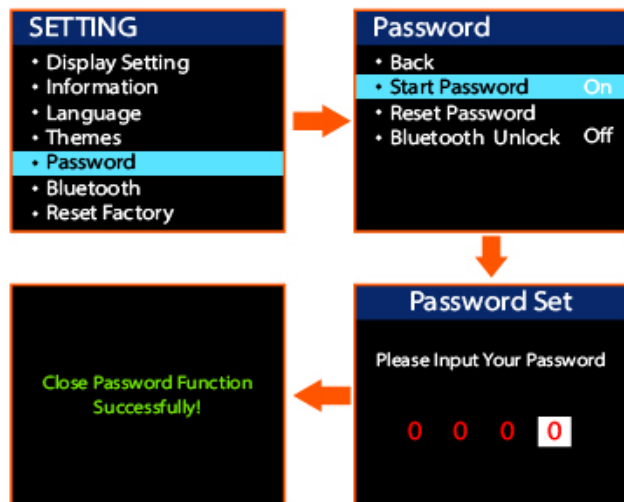 SETTING
• Display Setting
• Information
• Language
• Themes
• Password
• Bluetooth
• Reset Factory
Password
• Back
• Start Password On
• Reset Password
• Bluetooth Unlock Off
Password Set
Please Input Your Password
0 0 0 0
Close Password Function
Successfully!